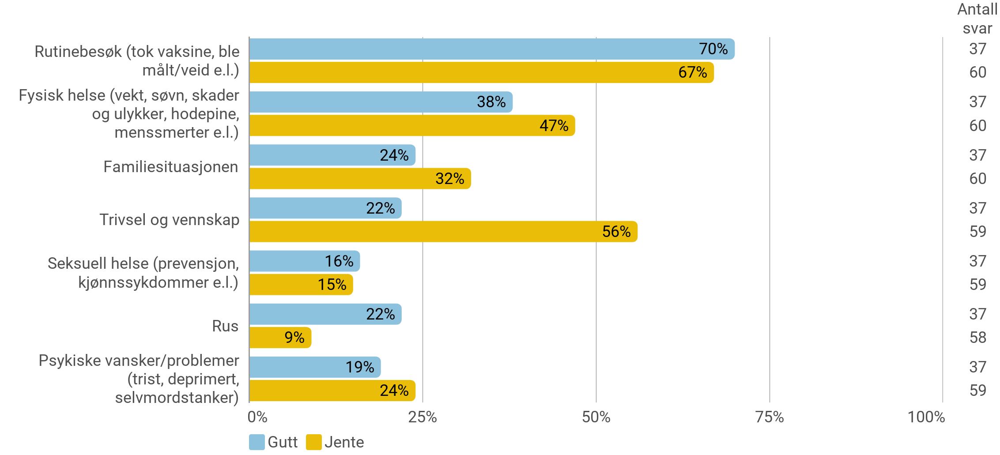 Antall
svar
Rutinebesøk (tok vaksine, ble
målt/veid e.l.)
70% 37
67% 60
Fysisk helse (vekt, søvn, skader
og ulykker, hodepine,
menssmerter e.l.)
38% 37
47% 60
Familiesituasjonen
24% 37
32% 60
Trivsel og vennskap
22% 37
56% 59
Seksuell helse (prevensjon,
kjønnssykdommer e.l.)
16% 37
15% 59
Rus
22% 37
9% 58
Psykiske vansker/problemer
(trist, deprimert,
selvmordstanker)
19% 37
24% 59
0% 25% 50% 75% 100%
Gutt Jente